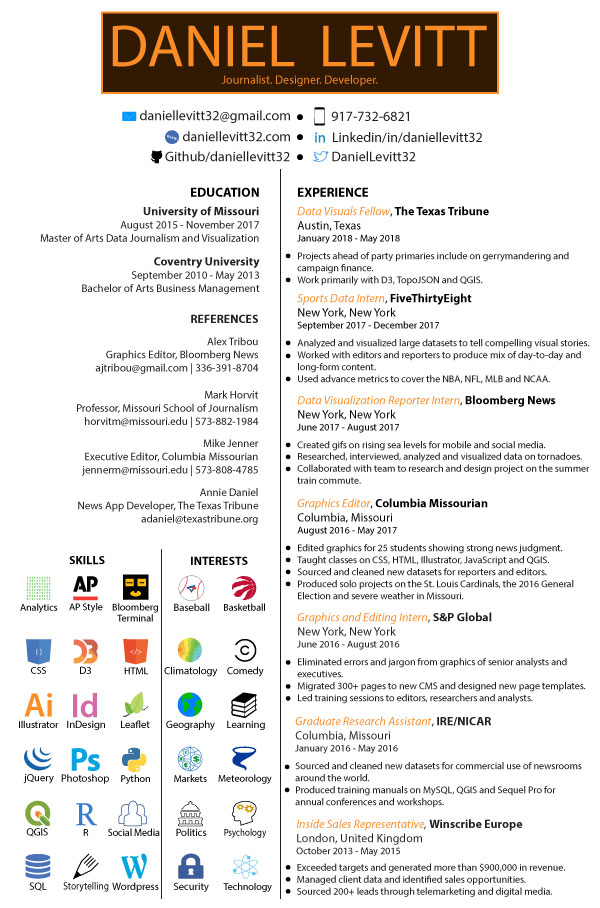 DANIEL LEVITT
Journalist. Designer. Developer.
daniellevitt32@gmail.com ● 917-732-6821
daniellevitt32.com ● in Linkedin/in/daniellevitt32
Github/daniellevitt32 ● DanielLevitt32
EDUCATION
University of Missouri
August 2015 - November 2017
Master of Arts Data Journalism and Visualization
Coventry University
September 2010 - May 2013
Bachelor of Arts Business Management
REFERENCES
Alex Tribou
Graphics Editor, Bloomberg News
ajtribou@gmail.com | 336-391-8704
Mark Horvit
Professor, Missouri School of Journalism
horvitm@missouri.edu | 573-882-1984
Mike Jenner
Executive Editor, Columbia Missourian
jennerm@missouri.edu | 573-808-4785
Annie Daniel
News App Developer, The Texas Tribune
adaniel@texastribune.org
SKILLS
Analytics
AP
AP Style
Bloomberg
Terminal
CSS
D3
D3
HTML
Ai
Illustrator
Id
InDesign
Leaflet
jQuery
Ps
Photoshop
Python
QGIS
R
R
Social Media
SQL
Storytelling
W
Wordpress
INTERESTS
Baseball
Basketball
Climatology
Comedy
Geography
Learning
Markets
Meteorology
Politics
Psychology
Security
Technology
EXPERIENCE
Data Visuals Fellow, The Texas Tribune
Austin, Texas
January 2018 - May 2018
● Projects ahead of party primaries include on gerrymandering and
campaign finance.
● Work primarily with D3, TopoJSON and QGIS.
Sports Data Intern, FiveThirtyEight
New York, New York
September 2017 - December 2017
● Analyzed and visualized large datasets to tell compelling visual stories.
● Worked with editors and reporters to produce mix of day-to-day and
long-form content.
● Used advance metrics to cover the NBA, NFL, MLB and NCAA.
Data Visualization Reporter Intern, Bloomberg News
New York, New York
June 2017 - August 2017
● Created gifs on rising sea levels for mobile and social media.
● Researched, interviewed, analyzed and visualized data on tornadoes.
● Collaborated with team to research and design project on the summer
train commute.
Graphics Editor, Columbia Missourian
Columbia, Missouri
August 2016 - May 2017
● Edited graphics for 25 students showing strong news judgment.
● Taught classes on CSS, HTML, Illustrator, JavaScript and QGIS.
● Sourced and cleaned new datasets for reporters and editors.
● Produced solo projects on the St. Louis Cardinals, the 2016 General
Election and severe weather in Missouri.
Graphics and Editing Intern, S&P Global
New York, New York
June 2016 - August 2016
● Eliminated errors and jargon from graphics of senior analysts and
executives.
● Migrated 300+ pages to new CMS and designed new page templates.
● Led training sessions to editors, researchers and analysts.
Graduate Research Assistant, IRE/NICAR
Columbia, Missouri
January 2016 - May 2016
● Sourced and cleaned new datasets for commercial use of newsrooms
around the world.
● Produced training manuals on MySQL, QGIS and Sequel Pro for
annual conferences and workshops.
Inside Sales Representative, Winscribe Europe
London, United Kingdom
October 2013 - May 2015
● Exceeded targets and generated more than $900,000 in revenue.
● Managed client data and identified sales opportunities.
● Sourced 200+ leads through telemarketing and digital media.